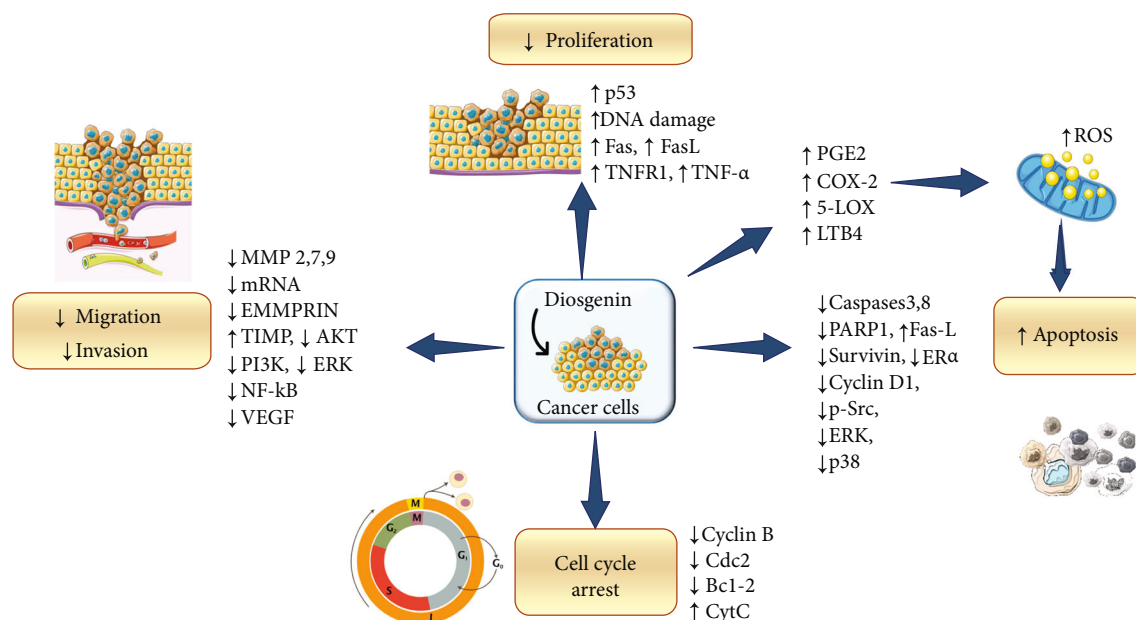 ↓ Proliferation
↑ p53
↑DNA damage
↑ Fas, ↑ FasL
↑ TNFR1, ↑ TNF-α
↑ PGE2
↑ COX-2
↑ 5-LOX
↑ LTB4
↑ROS
↓ MMP 2,7,9
↓mRNA
↓EMMPRIN
↑ TIMP, ↓ AKT
↓PI3K, ↓ ERK
↓NF-kB
↓VEGF
↓ Migration
↓Invasion
Diosgenin
Cancer cells
↓Caspases3,8
↓PARP1, ↑Fas-L
↓Survivin, ↓ERα
↓Cyclin D1,
↓p-Src,
↓ERK,
↓p38
↑ Apoptosis
M
M
G₂
G₁
G₀
S
I
Cell cycle
arrest
↓Cyclin B
↓ Cdc2
↓ Bc1-2
↑ CytC